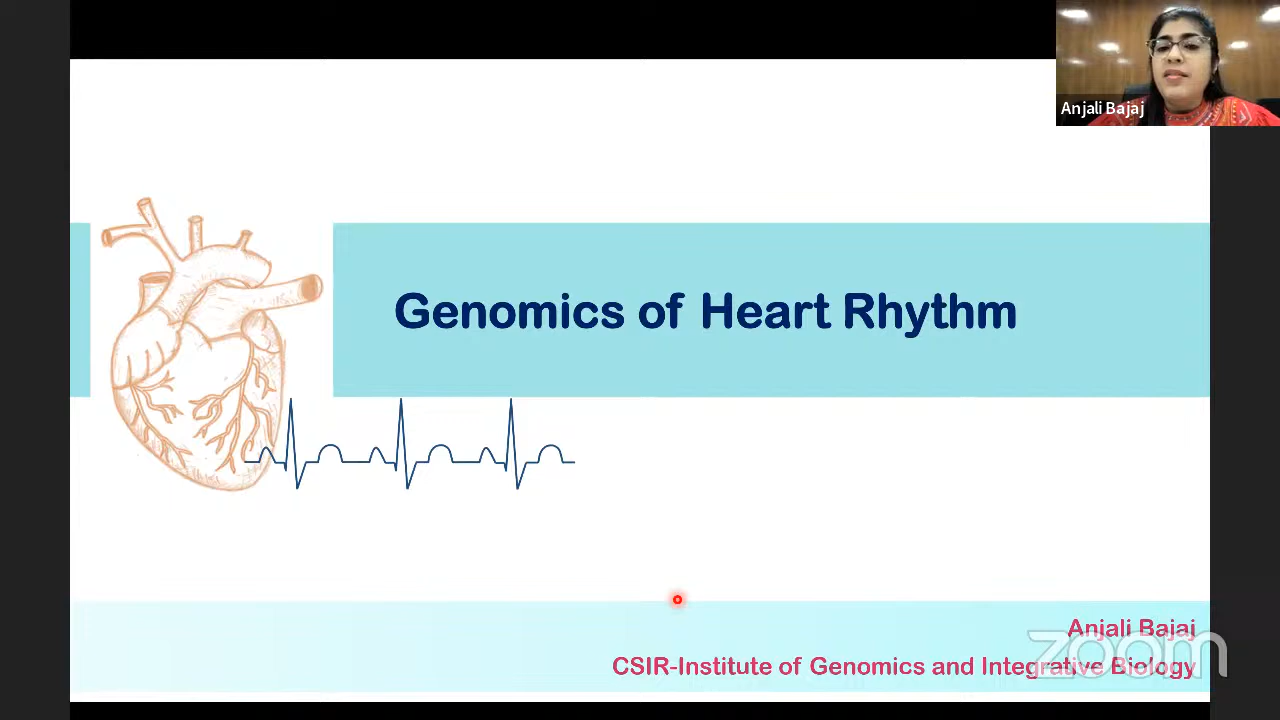 Anjali Bajaj
Genomics of Heart Rhythm
Anjali Bajaj
CSIR-Institute of Genomics and Integrative Biology
zoom